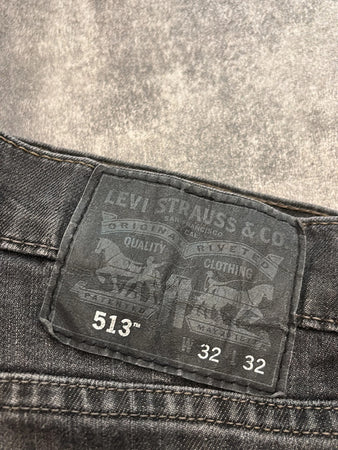 LEVI STRAUSS & CO.
SAN FRANCISCO
CAL.
ORIGINAL RIVETED
QUALITY CLOTHING
PATENTED
513™ W 32 L 32